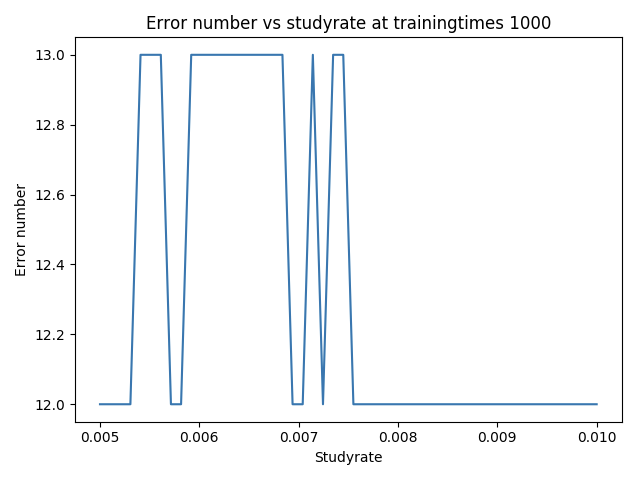 Error number vs studyrate at trainingtimes 1000
13.0
12.8
12.6
12.4
12.2
12.0
Error number
0.005 0.006 0.007 0.008 0.009 0.010
Studyrate